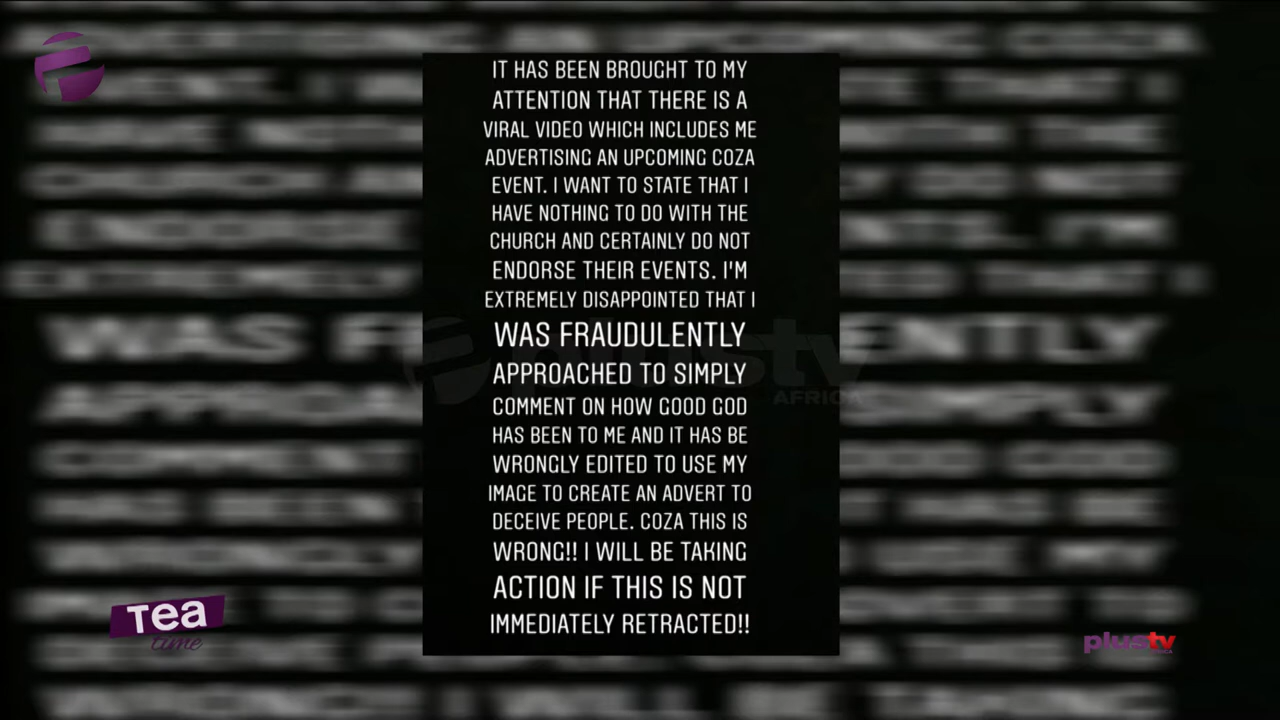 IT HAS BEEN BROUGHT TO MY
ATTENTION THAT THERE IS A
VIRAL VIDEO WHICH INCLUDES ME
ADVERTISING AN UPCOMING COZA
EVENT. I WANT TO STATE THAT I
HAVE NOTHING TO DO WITH THE
CHURCH AND CERTAINLY DO NOT
ENDORSE THEIR EVENTS. I'M
EXTREMELY DISAPPOINTED THAT I
WAS FRAUDULENTLY
APPROACHED TO SIMPLY
COMMENT ON HOW GOOD GOD
HAS BEEN TO ME AND IT HAS BE
WRONGLY EDITED TO USE MY
IMAGE TO CREATE AN ADVERT TO
DECEIVE PEOPLE. COZA THIS IS
WRONG!! I WILL BE TAKING
ACTION IF THIS IS NOT
IMMEDIATELY RETRACTED!!
plustv
AFRICA
Tea
time
plustv
AFRICA